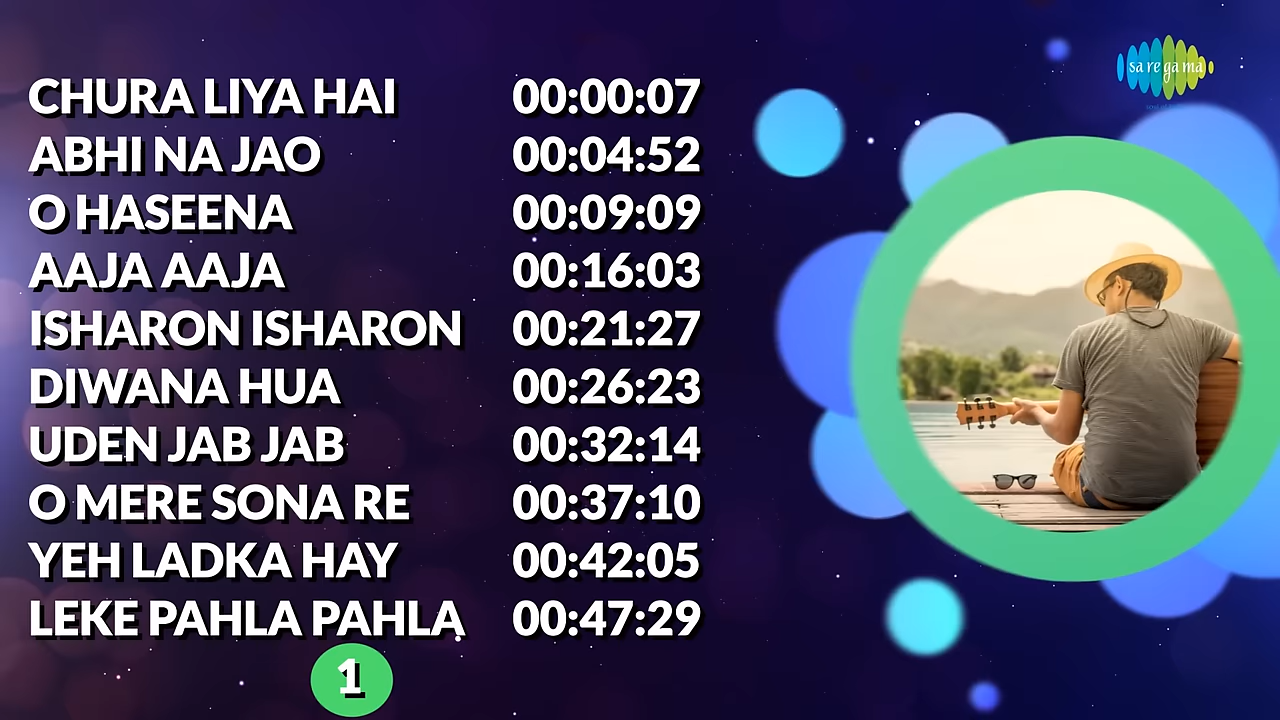 sa re ga ma
CHURA LIYA HAI 00:00:07
ABHI NA JAO 00:04:52
O HASEENA 00:09:09
AAJA AAJA 00:16:03
ISHARON ISHARON 00:21:27
DIWANA HUA 00:26:23
UDEN JAB JAB 00:32:14
O MERE SONA RE 00:37:10
YEH LADKA HAY 00:42:05
LEKE PAHLA PAHLA 00:47:29
1